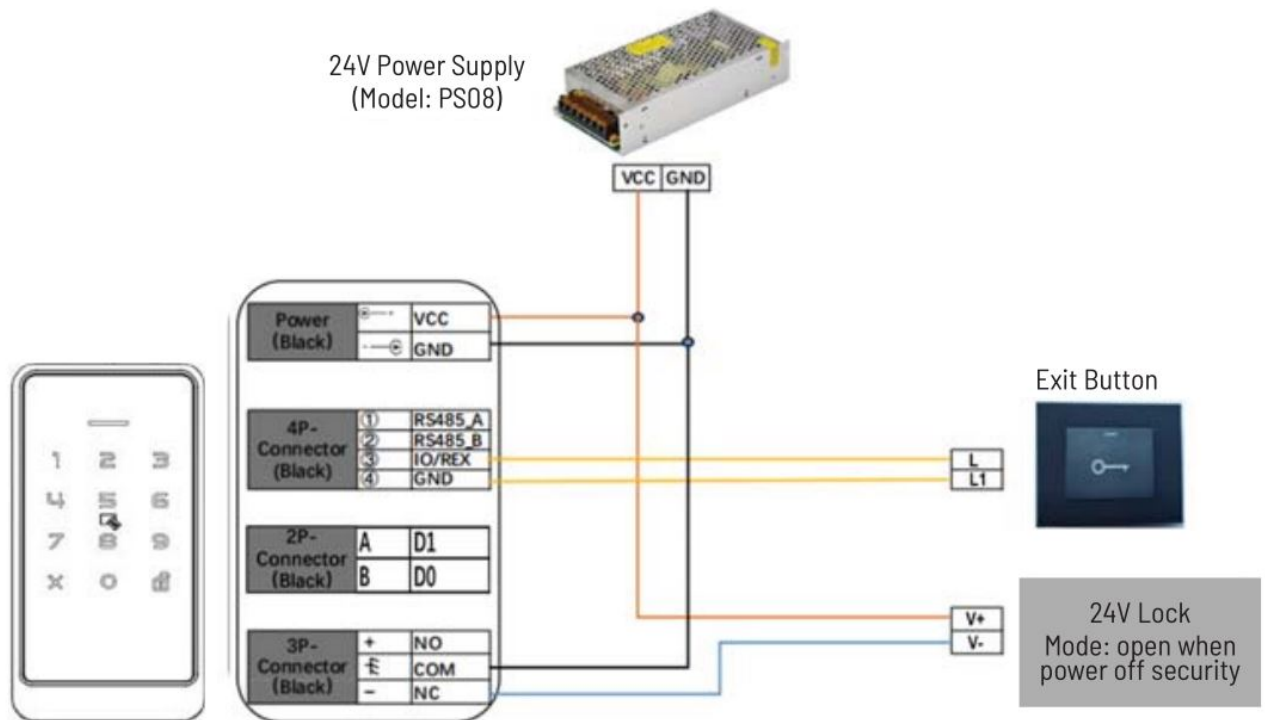 24V Power Supply
(Model: PS08)
VCC GND
Power
(Black)
VCC
GND
4P-
Connector
(Black)
① RS485_A
② RS485_B
③ IO/REX
④ GND
2P-
Connector
(Black)
A D1
B D0
3P-
Connector
(Black)
+ NO
COM
- NC
1 2 3
4 5 6
7 8 9
X 0
Exit Button
L
L1
V+
V-
24V Lock
Mode: open when
power off security